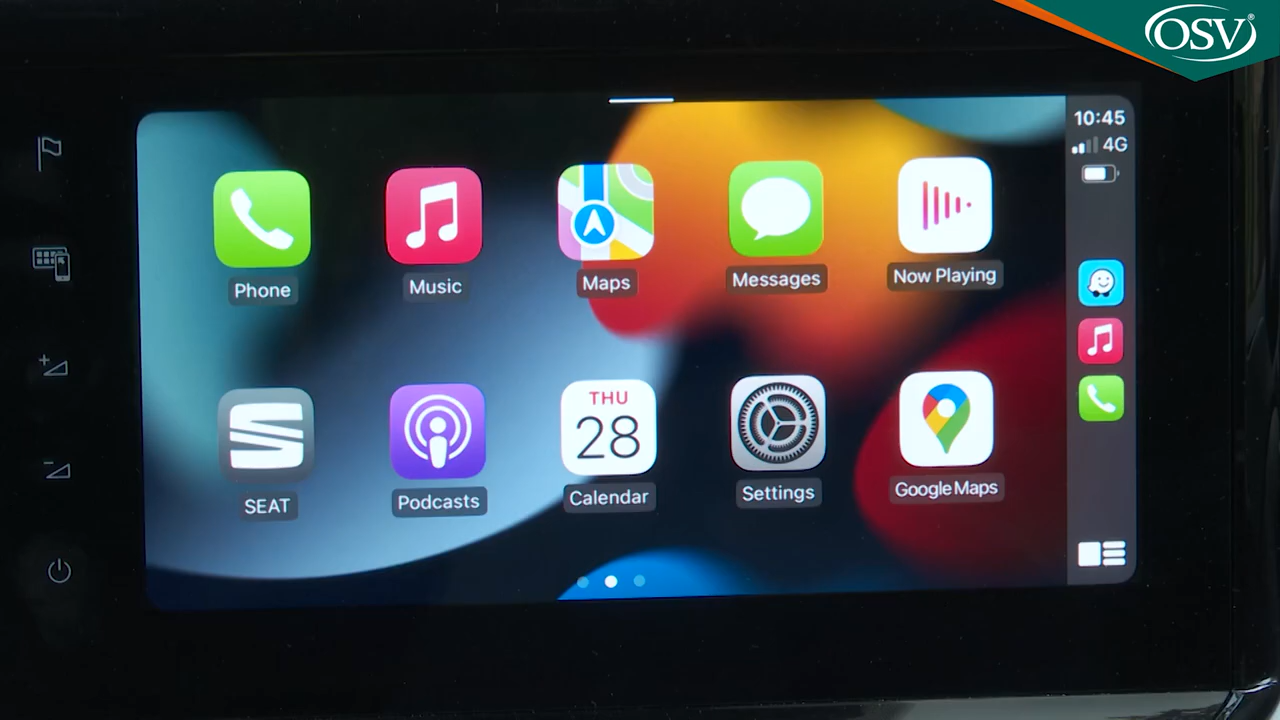 OSV®
10:45
4G
Phone
Music
Maps
Messages
Now Playing
SEAT
Podcasts
THU
28
Calendar
Settings
Google Maps